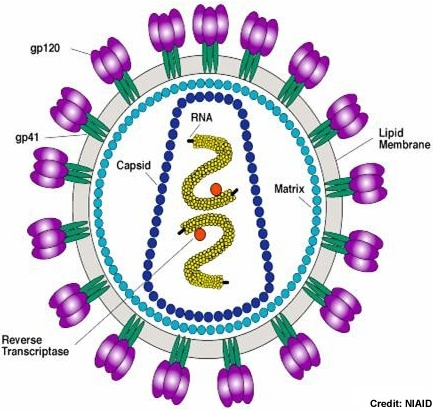 gp120
RNA
gp41
Lipid
Membrane
Capsid
Matrix
Reverse
Transcriptase
Credit: NIAID